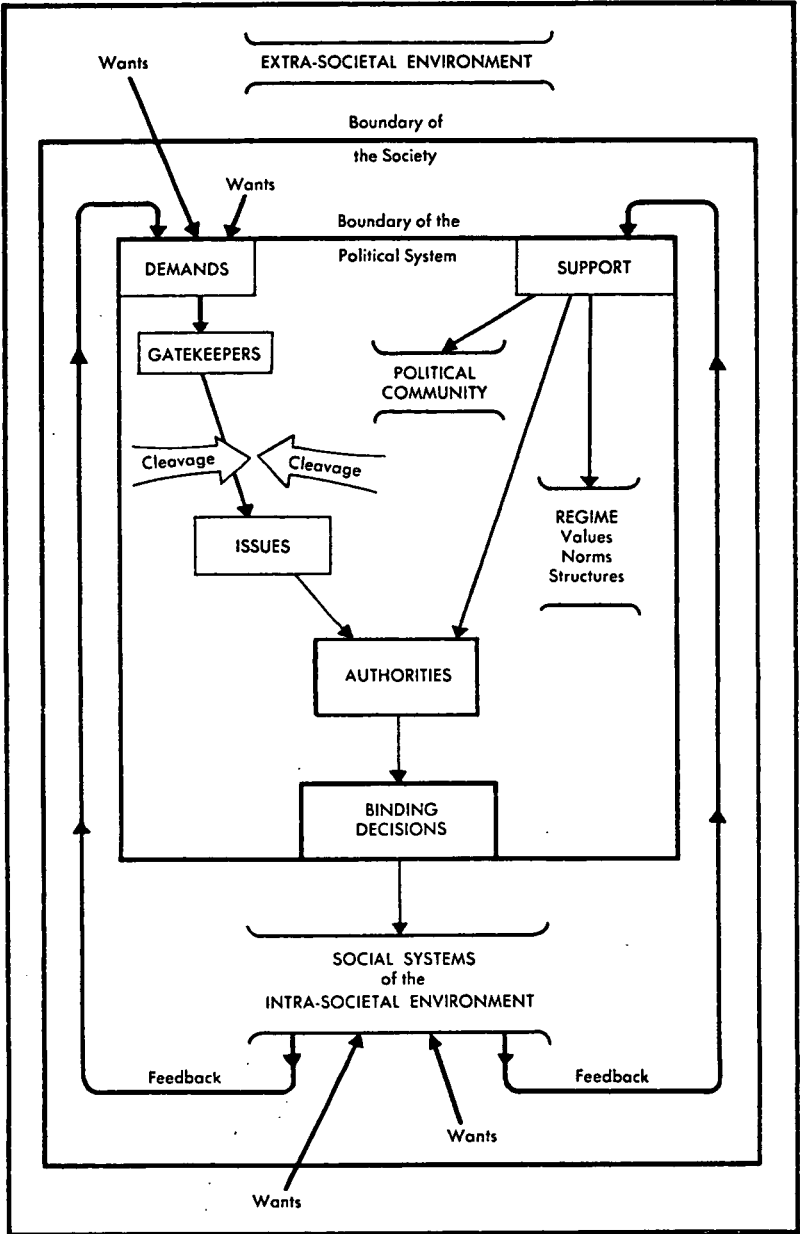 Wants
EXTRA-SOCIETAL ENVIRONMENT
Boundary of
the Society
Wants
Boundary of the
Political System
DEMANDS
SUPPORT
GATEKEEPERS
POLITICAL
COMMUNITY
Cleavage
Cleavage
REGIME
Values
Norms
Structures
ISSUES
AUTHORITIES
BINDING
DECISIONS
SOCIAL SYSTEMS
of the
INTRA-SOCIETAL ENVIRONMENT
Feedback
Feedback
Wants
Wants